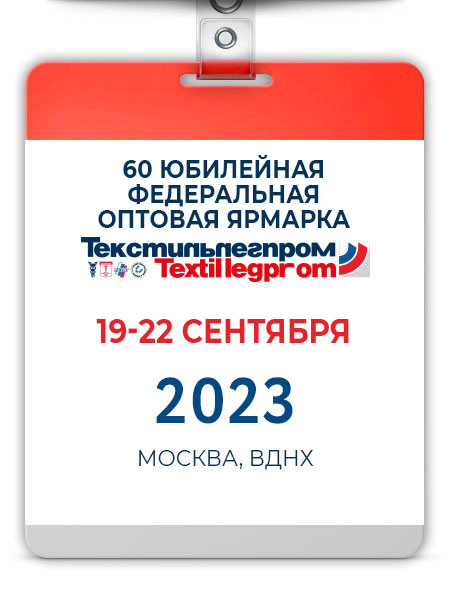 60 ЮБИЛЕЙНАЯ
ФЕДЕРАЛЬНАЯ
ОПТОВАЯ ЯРМАРКА
Текстильлегпром
Textillegprom
19-22 СЕНТЯБРЯ
2023
МОСКВА, ВДНХ